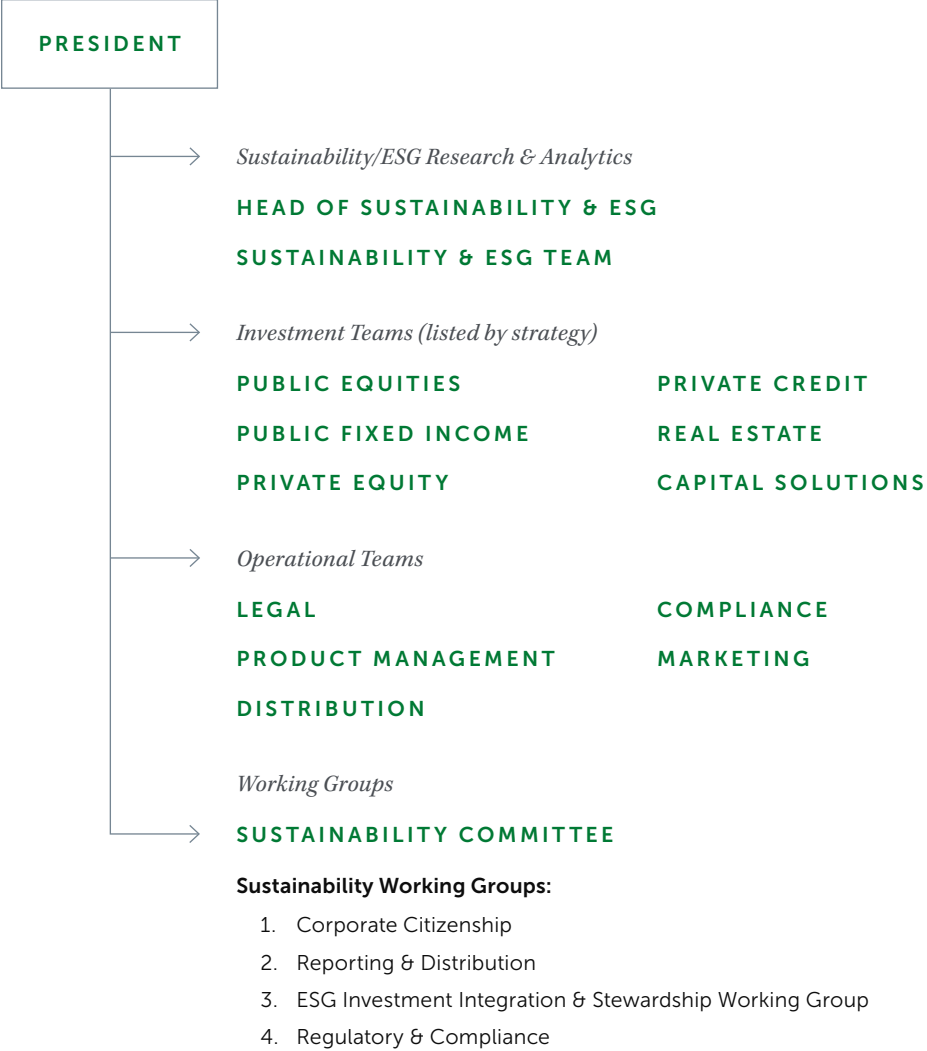 PRESIDENT
Sustainability/ESG Research & Analytics
HEAD OF SUSTAINABILITY & ESG
SUSTAINABILITY & ESG TEAM
Investment Teams (listed by strategy)
PUBLIC EQUITIES
PUBLIC FIXED INCOME
PRIVATE EQUITY
PRIVATE CREDIT
REAL ESTATE
CAPITAL SOLUTIONS
Operational Teams
LEGAL
PRODUCT MANAGEMENT
DISTRIBUTION
COMPLIANCE
MARKETING
Working Groups
SUSTAINABILITY COMMITTEE
Sustainability Working Groups:
1. Corporate Citizenship
2. Reporting & Distribution
3. ESG Investment Integration & Stewardship Working Group
4. Regulatory & Compliance